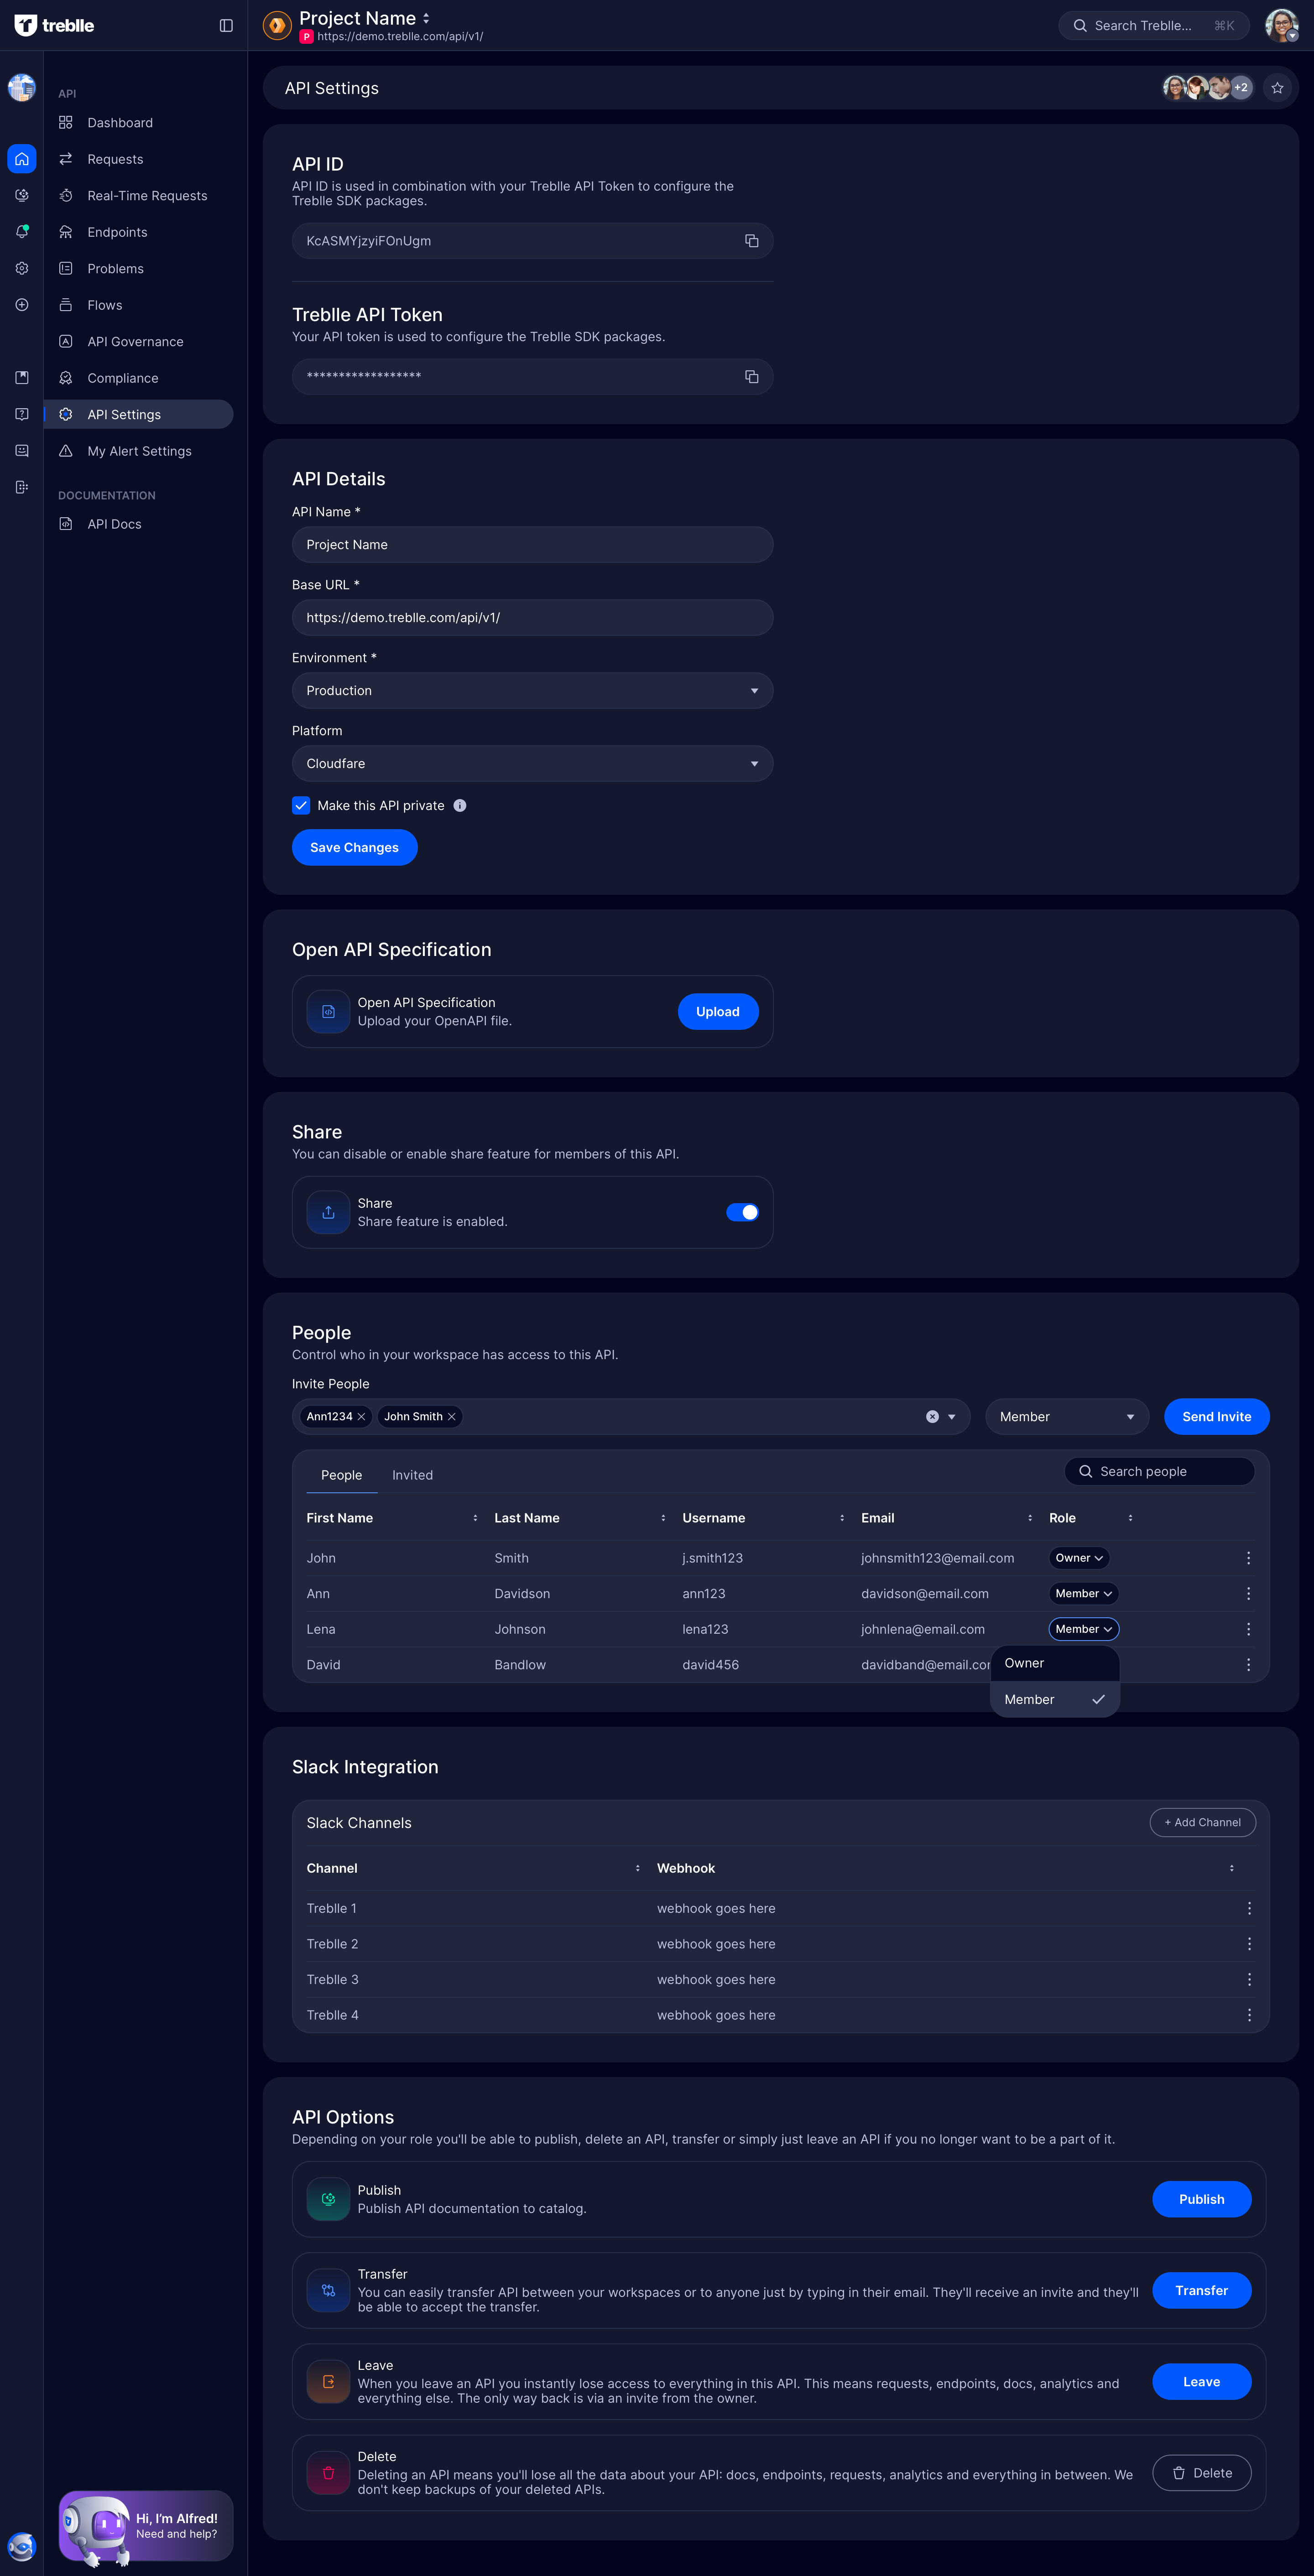 treblle
Project Name
P https://demo.treblle.com/api/v1/
Search Treblle... ⌘K
API
Dashboard
Requests
Real-Time Requests
Endpoints
Problems
Flows
API Governance
Compliance
API Settings
My Alert Settings
DOCUMENTATION
API Docs
Hi, I'm Alfred!
Need and help?
API Settings
+2
API ID
API ID is used in combination with your Treblle API Token to configure the
Treblle SDK packages.
KcASMYjzyiFOnUgm
Treblle API Token
Your API token is used to configure the Treblle SDK packages.
******************
API Details
API Name *
Project Name
Base URL *
https://demo.treblle.com/api/v1/
Environment *
Production
Platform
Cloudfare
Make this API private
Save Changes
Open API Specification
Open API Specification
Upload your OpenAPI file.
Upload
Share
You can disable or enable share feature for members of this API.
Share
Share feature is enabled.
People
Control who in your workspace has access to this API.
Invite People
Ann1234 John Smith
Member
Send Invite
People Invited
Search people
First Name Last Name Username Email Role
John Smith j.smith123 johnsmith123@email.com Owner
Ann Davidson ann123 davidson@email.com Member
Lena Johnson lena123 johnlena@email.com Member
David Bandlow david456 davidband@email.co
Owner
Member
Slack Integration
Slack Channels
+ Add Channel
Channel Webhook
Treblle 1 webhook goes here
Treblle 2 webhook goes here
Treblle 3 webhook goes here
Treblle 4 webhook goes here
API Options
Depending on your role you'll be able to publish, delete an API, transfer or simply just leave an API if you no longer want to be a part of it.
Publish
Publish API documentation to catalog.
Publish
Transfer
You can easily transfer API between your workspaces or to anyone just by typing in their email. They'll receive an invite and they'll
be able to accept the transfer.
Transfer
Leave
When you leave an API you instantly lose access to everything in this API. This means requests, endpoints, docs, analytics and
everything else. The only way back is via an invite from the owner.
Leave
Delete
Deleting an API means you'll lose all the data about your API: docs, endpoints, requests, analytics and everything in between. We
don't keep backups of your deleted APIs.
Delete